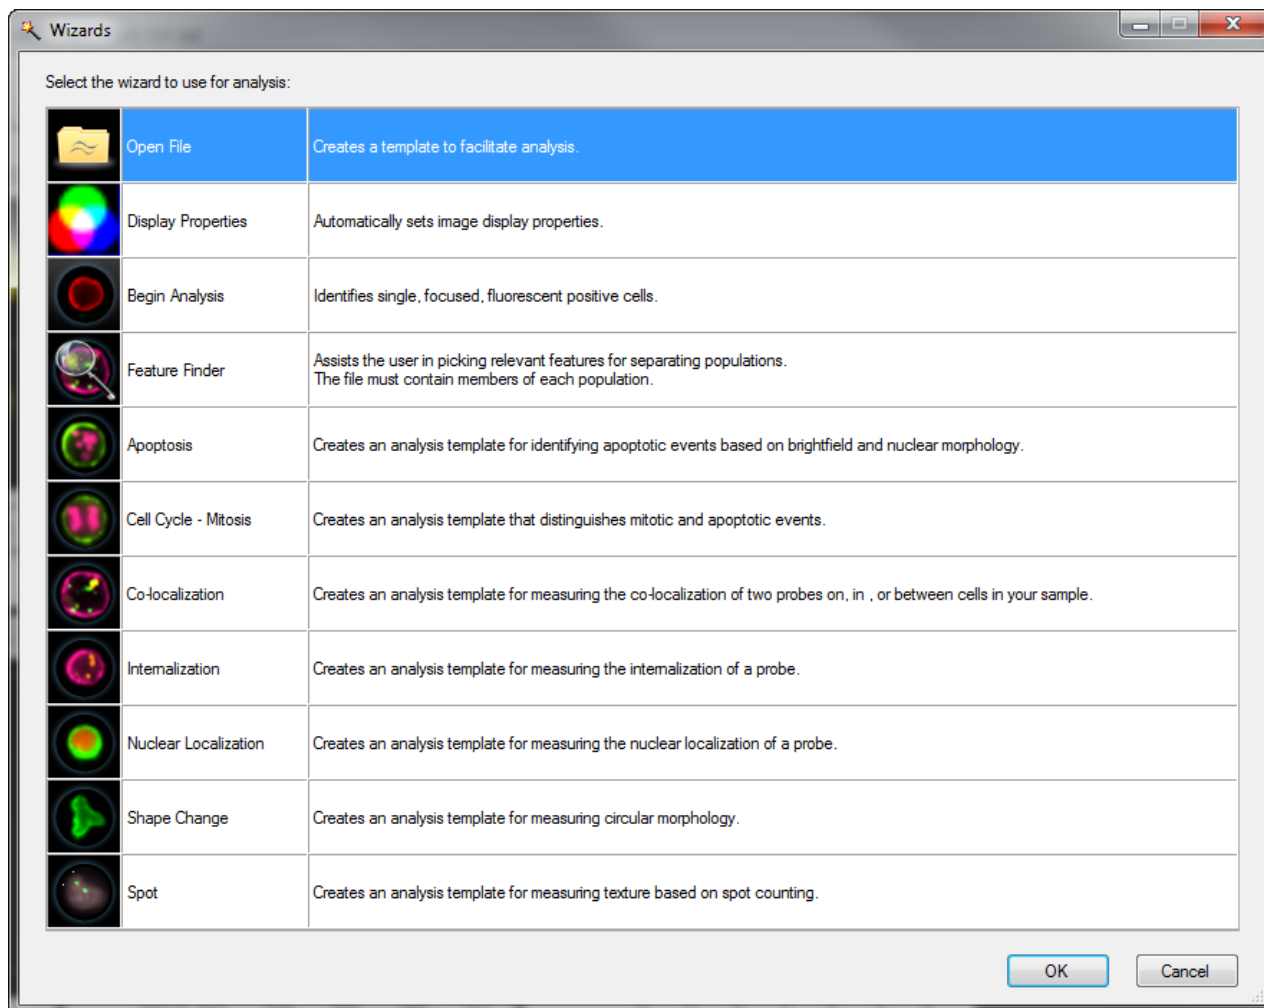 Wizards
Select the wizard to use for analysis:
Open File
Creates a template to facilitate analysis.
Display Properties
Automatically sets image display properties.
Begin Analysis
Identifies single, focused, fluorescent positive cells.
Feature Finder
Assists the user in picking relevant features for separating populations.
The file must contain members of each population.
Apoptosis
Creates an analysis template for identifying apoptotic events based on brightfield and nuclear morphology.
Cell Cycle - Mitosis
Creates an analysis template that distinguishes mitotic and apoptotic events.
Co-localization
Creates an analysis template for measuring the co-localization of two probes on, in , or between cells in your sample.
Internalization
Creates an analysis template for measuring the internalization of a probe.
Nuclear Localization
Creates an analysis template for measuring the nuclear localization of a probe.
Shape Change
Creates an analysis template for measuring circular morphology.
Spot
Creates an analysis template for measuring texture based on spot counting.
OK
Cancel